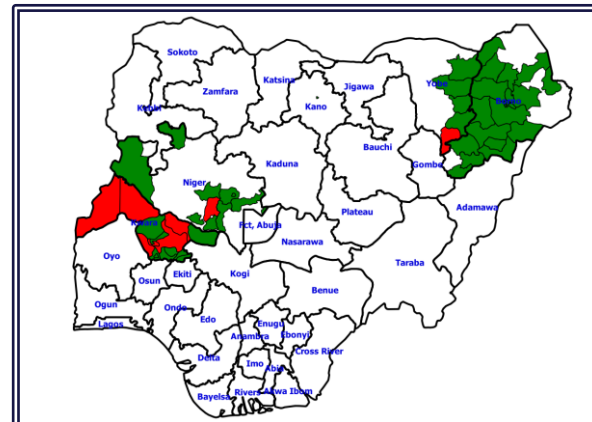 Sokoto
Katsina
Zamfara
Jigawa
Yobe
Kano
Kebbi
Borno
Bauchi
Kaduna
Gombe
Niger
Adamawa
Plateau
Kwara
Fct, Abuja
Nasarawa
Oyo
Taraba
Ekiti
Kogi
Osun
Benue
Ogun
Ondo
Edo
Enugu
Lagos
Anambra
Ebonyi
Cross River
Delta
Imo
Abia
Bayelsa
Rivers
Akwa Ibom